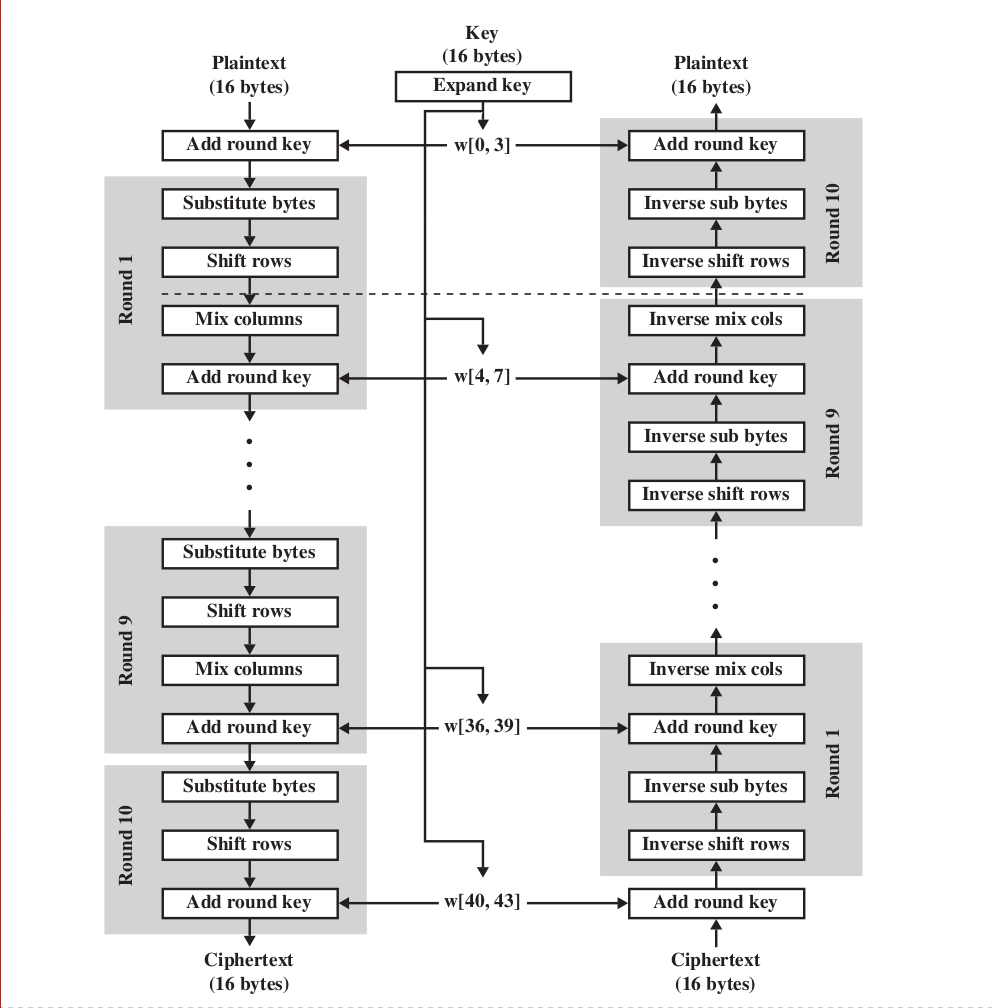 Key
(16 bytes)
Plaintext
(16 bytes)
Plaintext
(16 bytes)
Expand key
Add round key
w[0, 3]
Add round key
Substitute bytes
Inverse sub bytes
Round 10
Shift rows
Inverse shift rows
Round 1
Mix columns
Inverse mix cols
Add round key
w[4, 7]
Add round key
Inverse sub bytes
Round 9
Inverse shift rows
Substitute bytes
Shift rows
Round 9
Mix columns
Inverse mix cols
Add round key
w[36, 39]
Add round key
Substitute bytes
Inverse sub bytes
Round 1
Round 10
Shift rows
Inverse shift rows
Add round key
w[40, 43]
Add round key
Ciphertext
(16 bytes)
Ciphertext
(16 bytes)